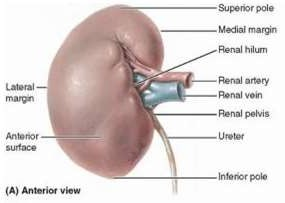 Superior pole
Medial margin
Renal hilum
Renal artery
Renal vein
Renal pelvis
Ureter
Inferior pole
Lateral
margin
Anterior
surface
(A) Anterior view